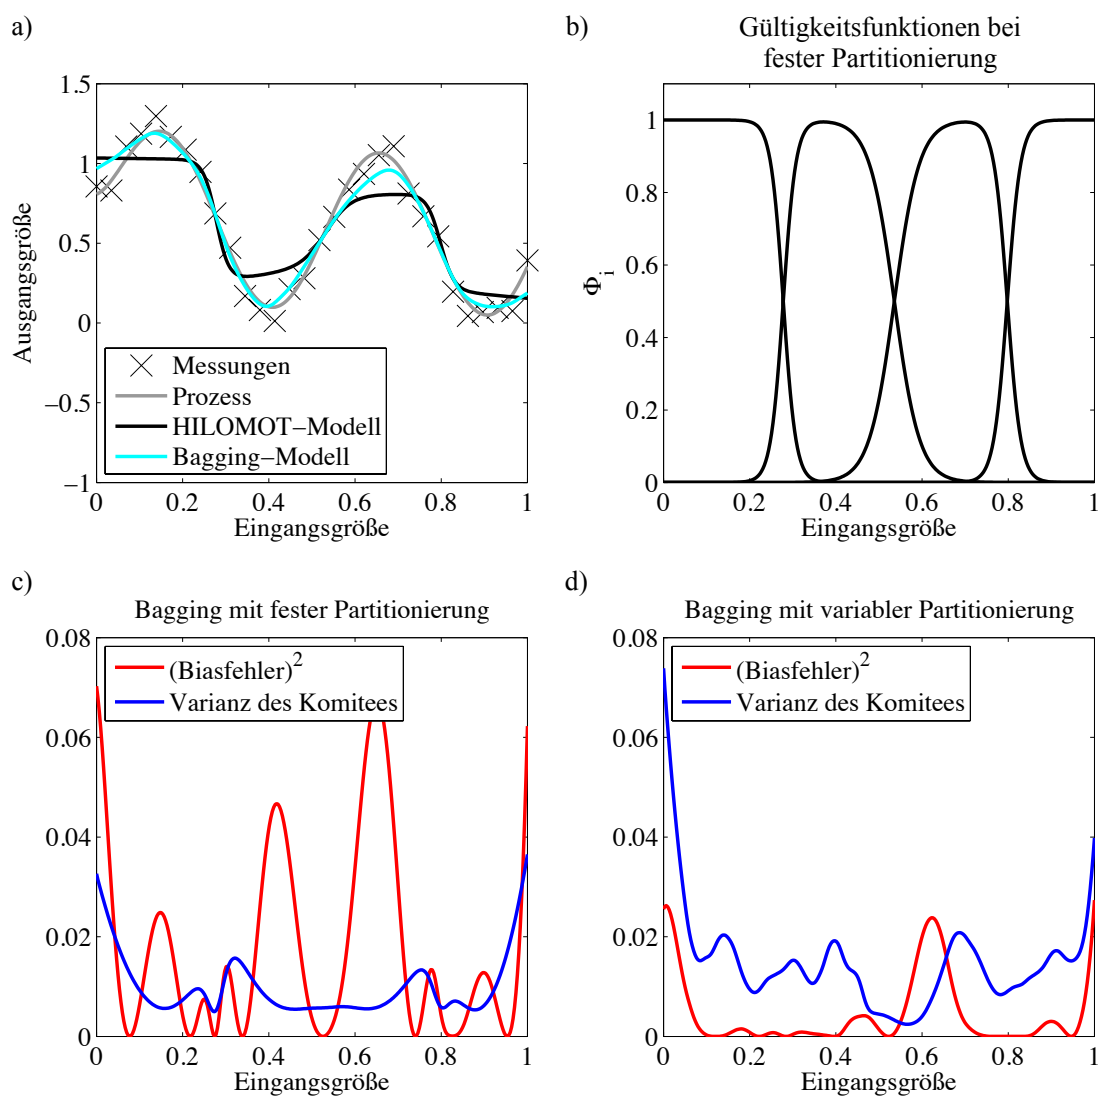 a)
1.5
1
0.5
0
−0.5
−1
0
0.2
0.4
0.6
0.8
1
Ausgangsgröße
Eingangsgröße
Messungen
Prozess
HILOMOT−Modell
Bagging−Modell
b)
Gültigkeitsfunktionen bei
fester Partitionierung
1
0.8
0.6
0.4
0.2
0
0
0.2
0.4
0.6
0.8
1
Φi
Eingangsgröße
c)
Bagging mit fester Partitionierung
0.08
0.06
0.04
0.02
0
0
0.2
0.4
0.6
0.8
1
(Biasfehler)²
Varianz des Komitees
Eingangsgröße
d)
Bagging mit variabler Partitionierung
0.08
0.06
0.04
0.02
0
0
0.2
0.4
0.6
0.8
1
(Biasfehler)²
Varianz des Komitees
Eingangsgröße